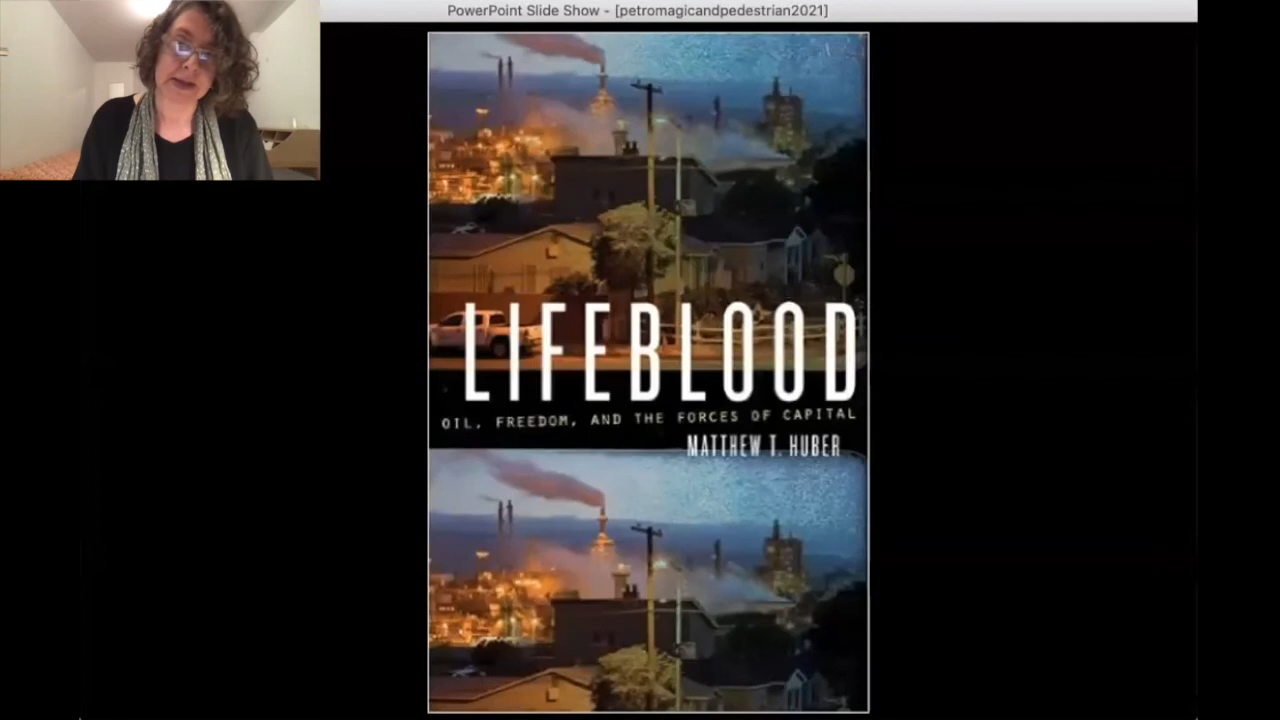 PowerPoint Slide Show - [petromagicandpedestrian2021]
LIFEBLOOD
OIL, FREEDOM, AND THE FORCES OF CAPITAL
MATTHEW T. HUBER